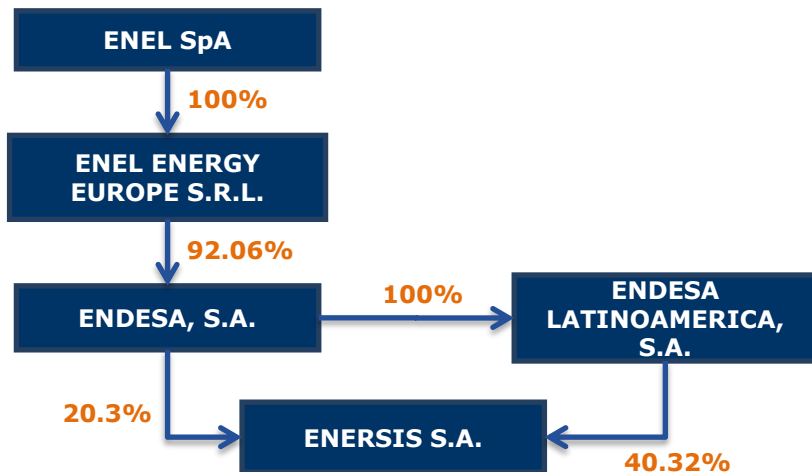 ENEL SpA
100%
ENEL ENERGY
EUROPE S.R.L.
92.06%
ENDESA, S.A.
100%
ENDESA
LATINOAMERICA,
S.A.
20.3%
ENERSIS S.A.
40.32%